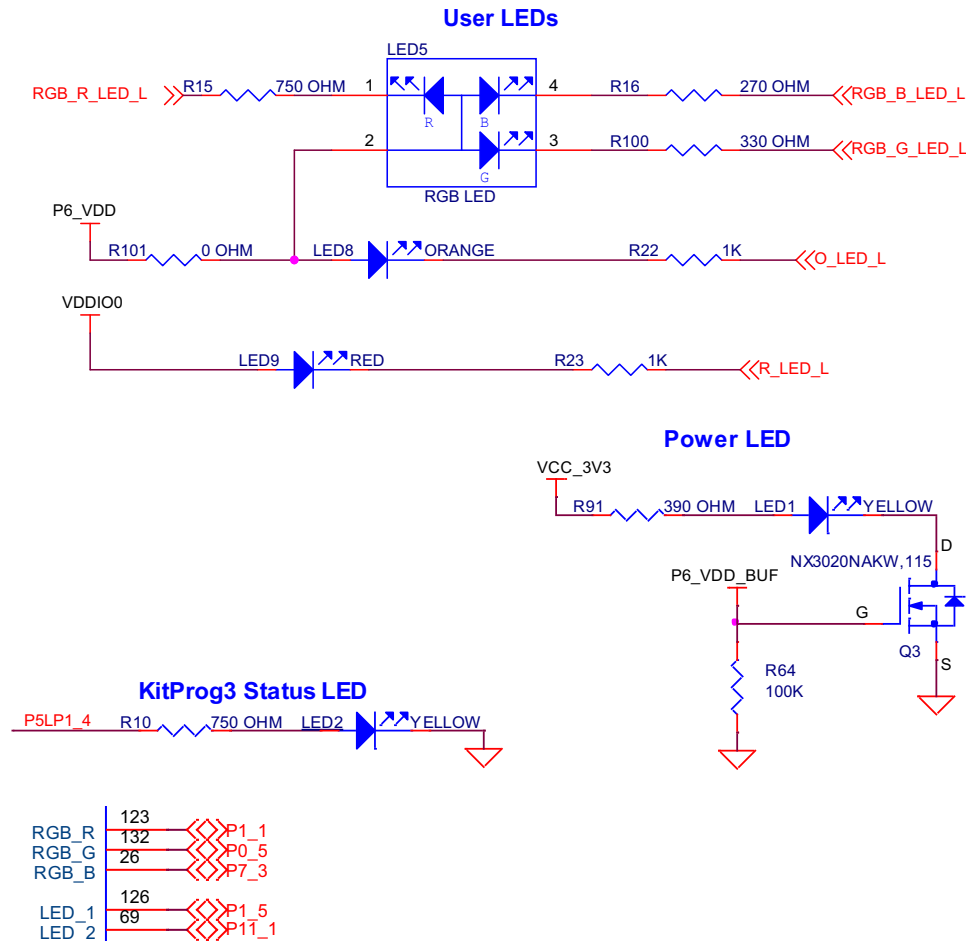 User LEDs
LED5
RGB_R_LED_L R15 750 OHM 1 4 R16 270 OHM RGB_B_LED_L
R B
2 3 R100 330 OHM RGB_G_LED_L
G
RGB LED
P6_VDD
R101 0 OHM LED8 ORANGE R22 1K O_LED_L
VDDIO0
LED9 RED R23 1K R_LED_L
Power LED
VCC_3V3
R91 390 OHM LED1 YELLOW
D
NX3020NAKW,115
P6_VDD_BUF
G
Q3
S
R64
100K
KitProg3 Status LED
P5LP1_4 R10 750 OHM LED2 YELLOW
RGB_R 123 P1_1
RGB_G 132 P0_5
RGB_B 26 P7_3
LED_1 126 P1_5
LED_2 69 P11_1